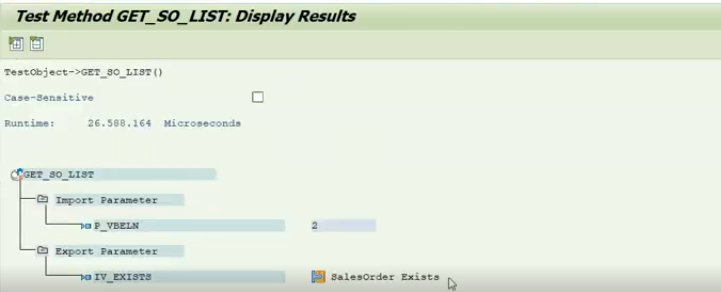 Test Method GET_SO_LIST: Display Results
TestObject->GET_SO_LIST()
Case-Sensitive
Runtime: 26.588.164 Microseconds
GET_SO_LIST
Import Parameter
P_VBELN 2
Export Parameter
IV_EXISTS SalesOrder Exists